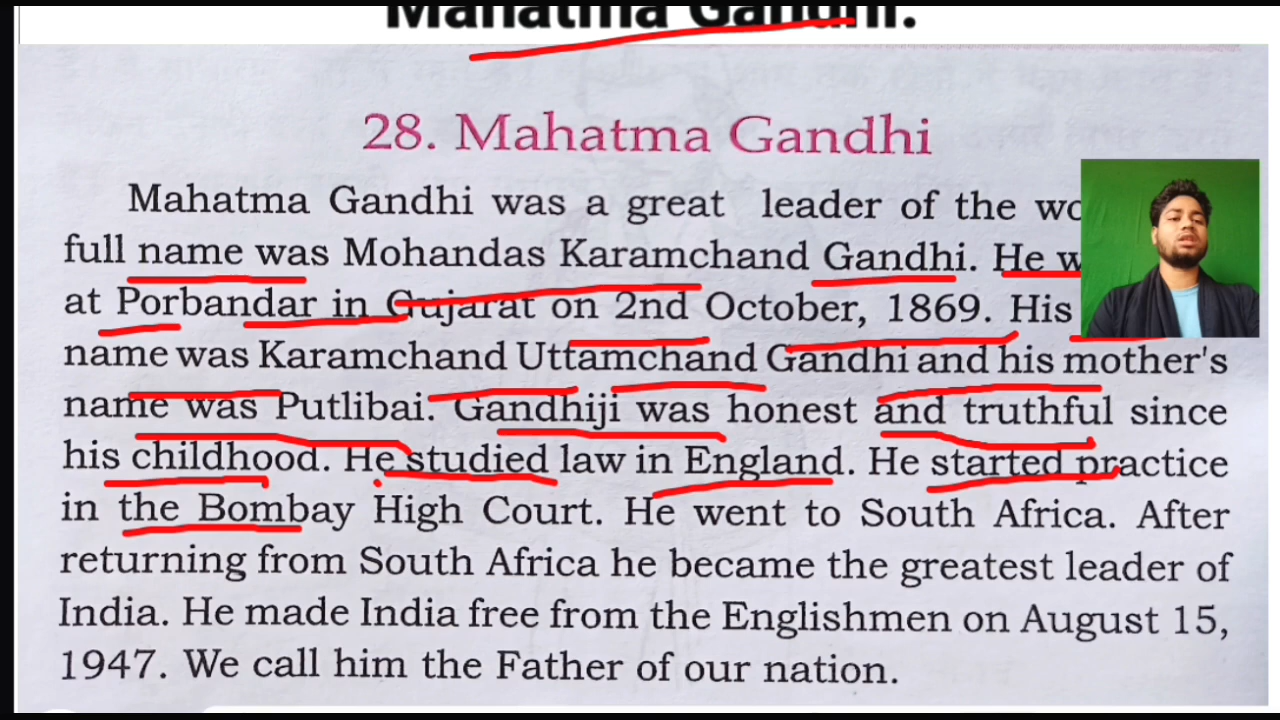 Mahatma Gandhi.
28. Mahatma Gandhi
Mahatma Gandhi was a great leader of the
full name was Mohandas Karamchand Gandhi. He
at Porbandar in Gujarat on 2nd October, 1869. His
name was Karamchand Uttamchand Gandhi and his mother's
name was Putlibai. Gandhiji was honest and truthful since
his childhood. He studied law in England. He started practice
in the Bombay High Court. He went to South Africa. After
returning from South Africa he became the greatest leader of
India. He made India free from the Englishmen on August 15,
1947. We call him the Father of our nation.